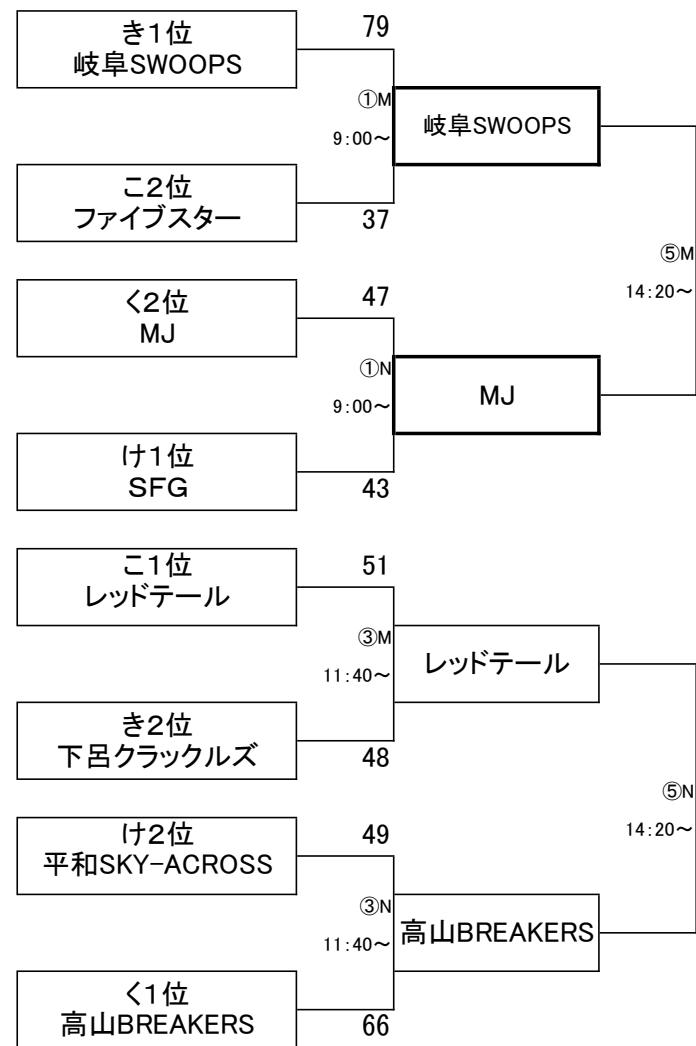 き1位
岐阜SWOOPS
79
①M
9:00～
岐阜SWOOPS
こ2位
ファイブスター
37
⑤M
14:20～
く2位
MJ
47
①N
9:00～
MJ
け1位
SFG
43
こ1位
レッドテール
51
③M
11:40～
レッドテール
き2位
下呂クラックルズ
48
⑤N
14:20～
け2位
平和SKY-ACROSS
49
③N
11:40～
高山BREAKERS
く1位
高山BREAKERS
66